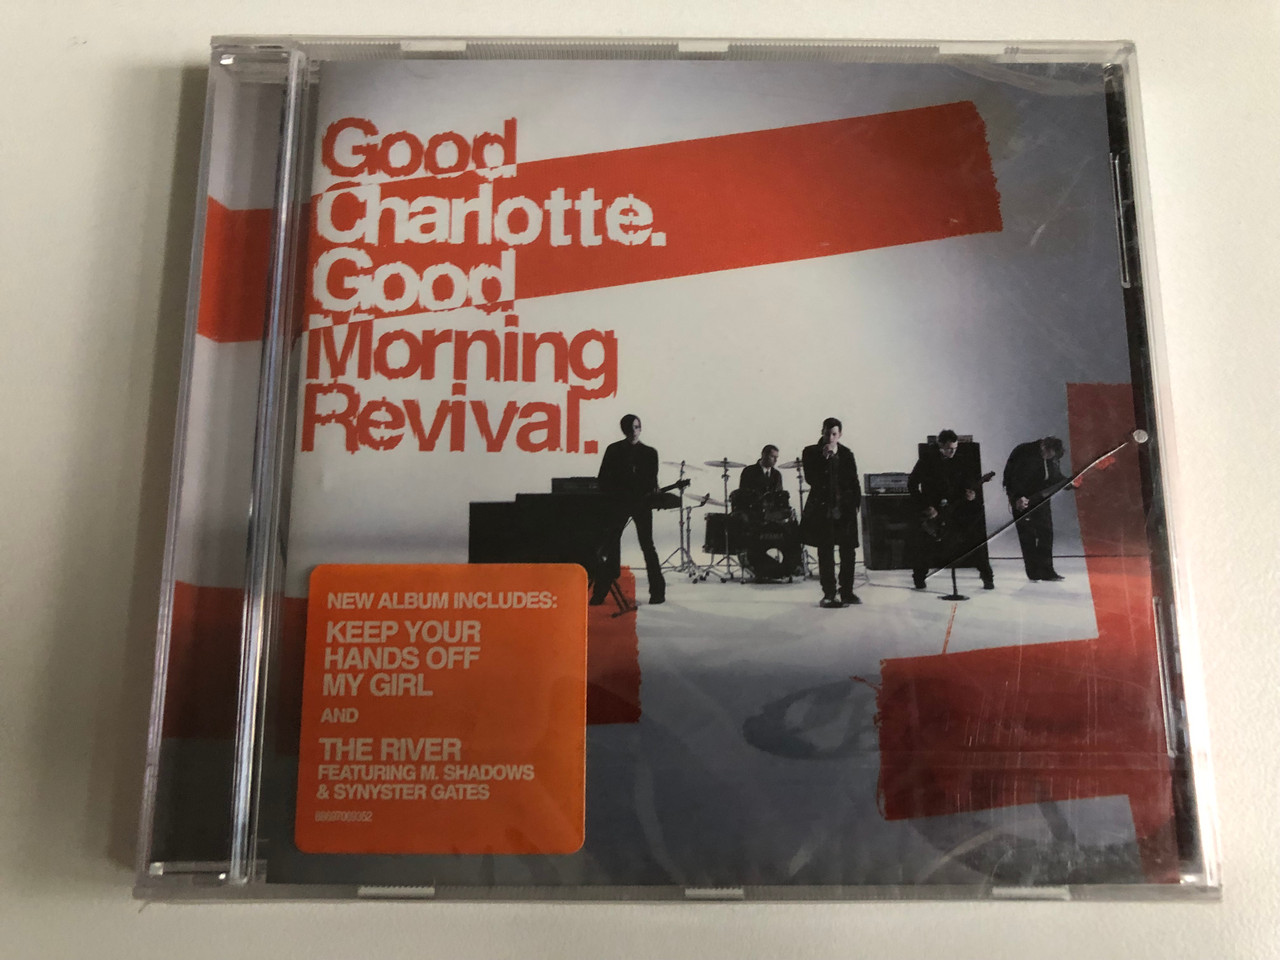 Good
Charlotte.
Good
Morning
Revival.
NEW ALBUM INCLUDES:
KEEP YOUR
HANDS OFF
MY GIRL
AND
THE RIVER
FEATURING M. SHADOWS
& SYNYSTER GATES
88697069352